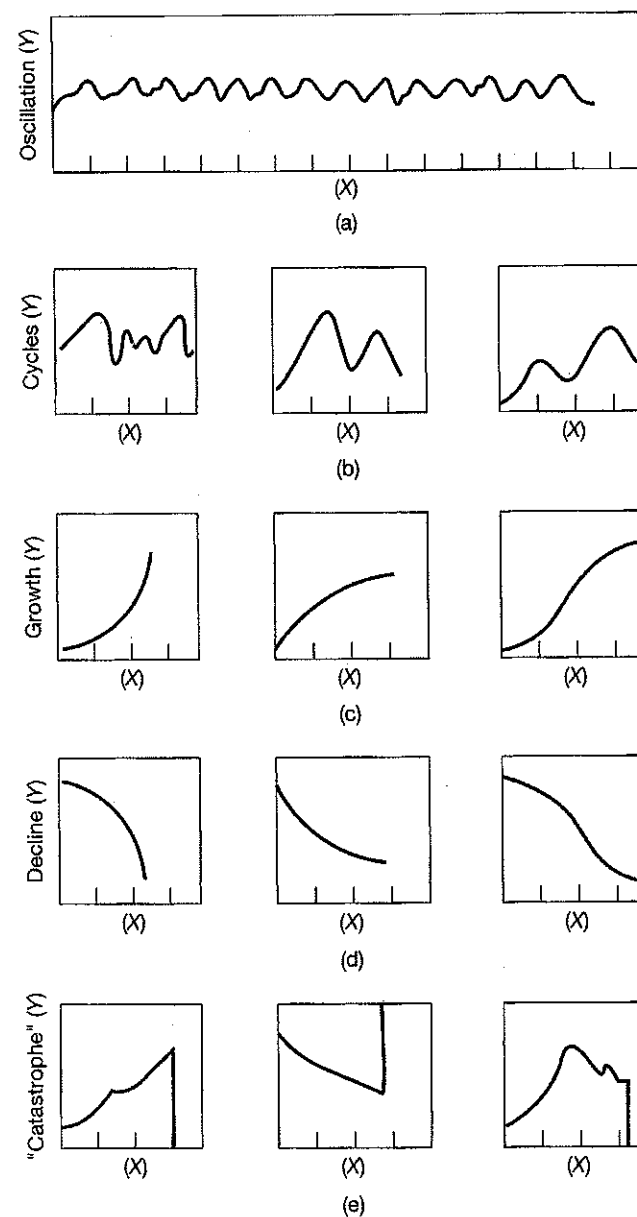 Oscillation (Y)
(X)
(a)
Cycles (Y)
(X)
(X)
(X)
(b)
Growth (Y)
(X)
(X)
(X)
(c)
Decline (Y)
(X)
(X)
(X)
(d)
"Catastrophe" (Y)
(X)
(X)
(X)
(e)